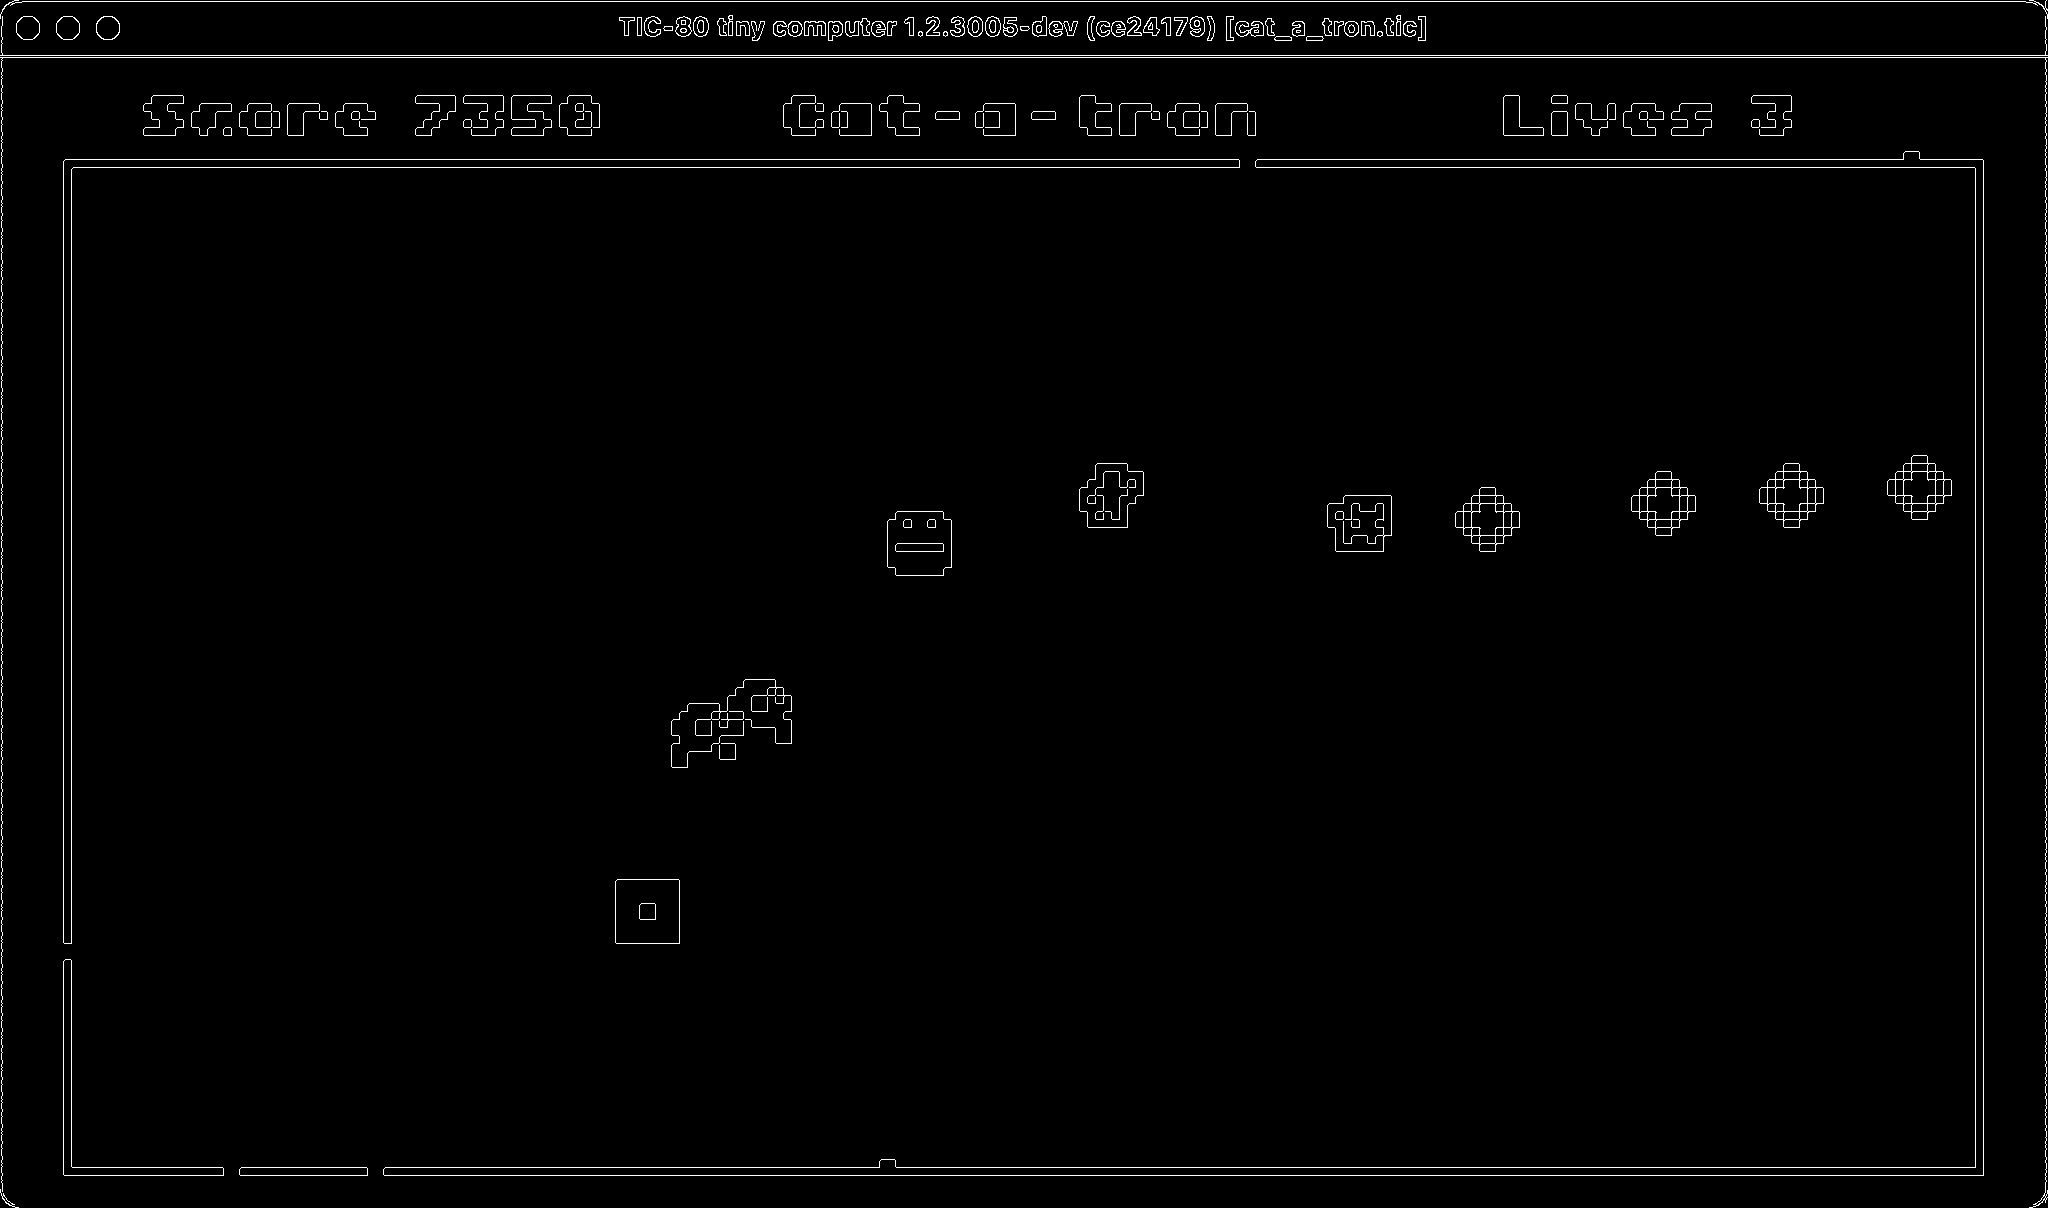 TIC-80 tiny computer 1.2.3005-dev (ce24179) [cat_a_tron.tic]
Score 7350 Cat-a-tron Lives 3